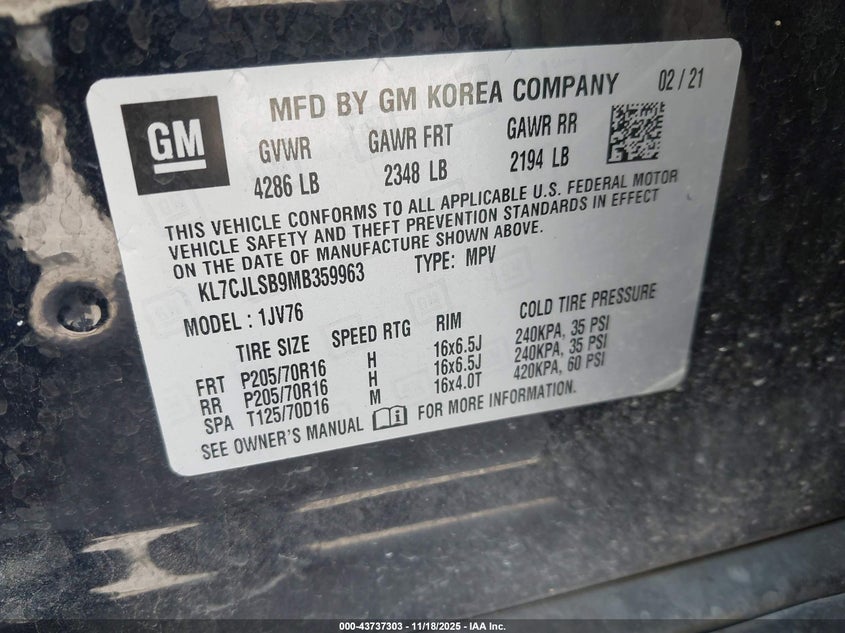 GM
MFD BY GM KOREA COMPANY 02 / 21
GVWR GAWR FRT GAWR RR
4286 LB 2348 LB 2194 LB
THIS VEHICLE CONFORMS TO ALL APPLICABLE U.S. FEDERAL MOTOR
VEHICLE SAFETY AND THEFT PREVENTION STANDARDS IN EFFECT
ON THE DATE OF MANUFACTURE SHOWN ABOVE.
KL7CJLSB9MB359963 TYPE: MPV
MODEL : 1JV76
TIRE SIZE SPEED RTG RIM COLD TIRE PRESSURE
FRT P205/70R16 H 16x6.5J 240KPA, 35 PSI
RR P205/70R16 H 16x6.5J 240KPA, 35 PSI
SPA T125/70D16 M 16x4.0T 420KPA, 60 PSI
SEE OWNER'S MANUAL FOR MORE INFORMATION.
000-43737303 - 11/18/2025 - IAA Inc.